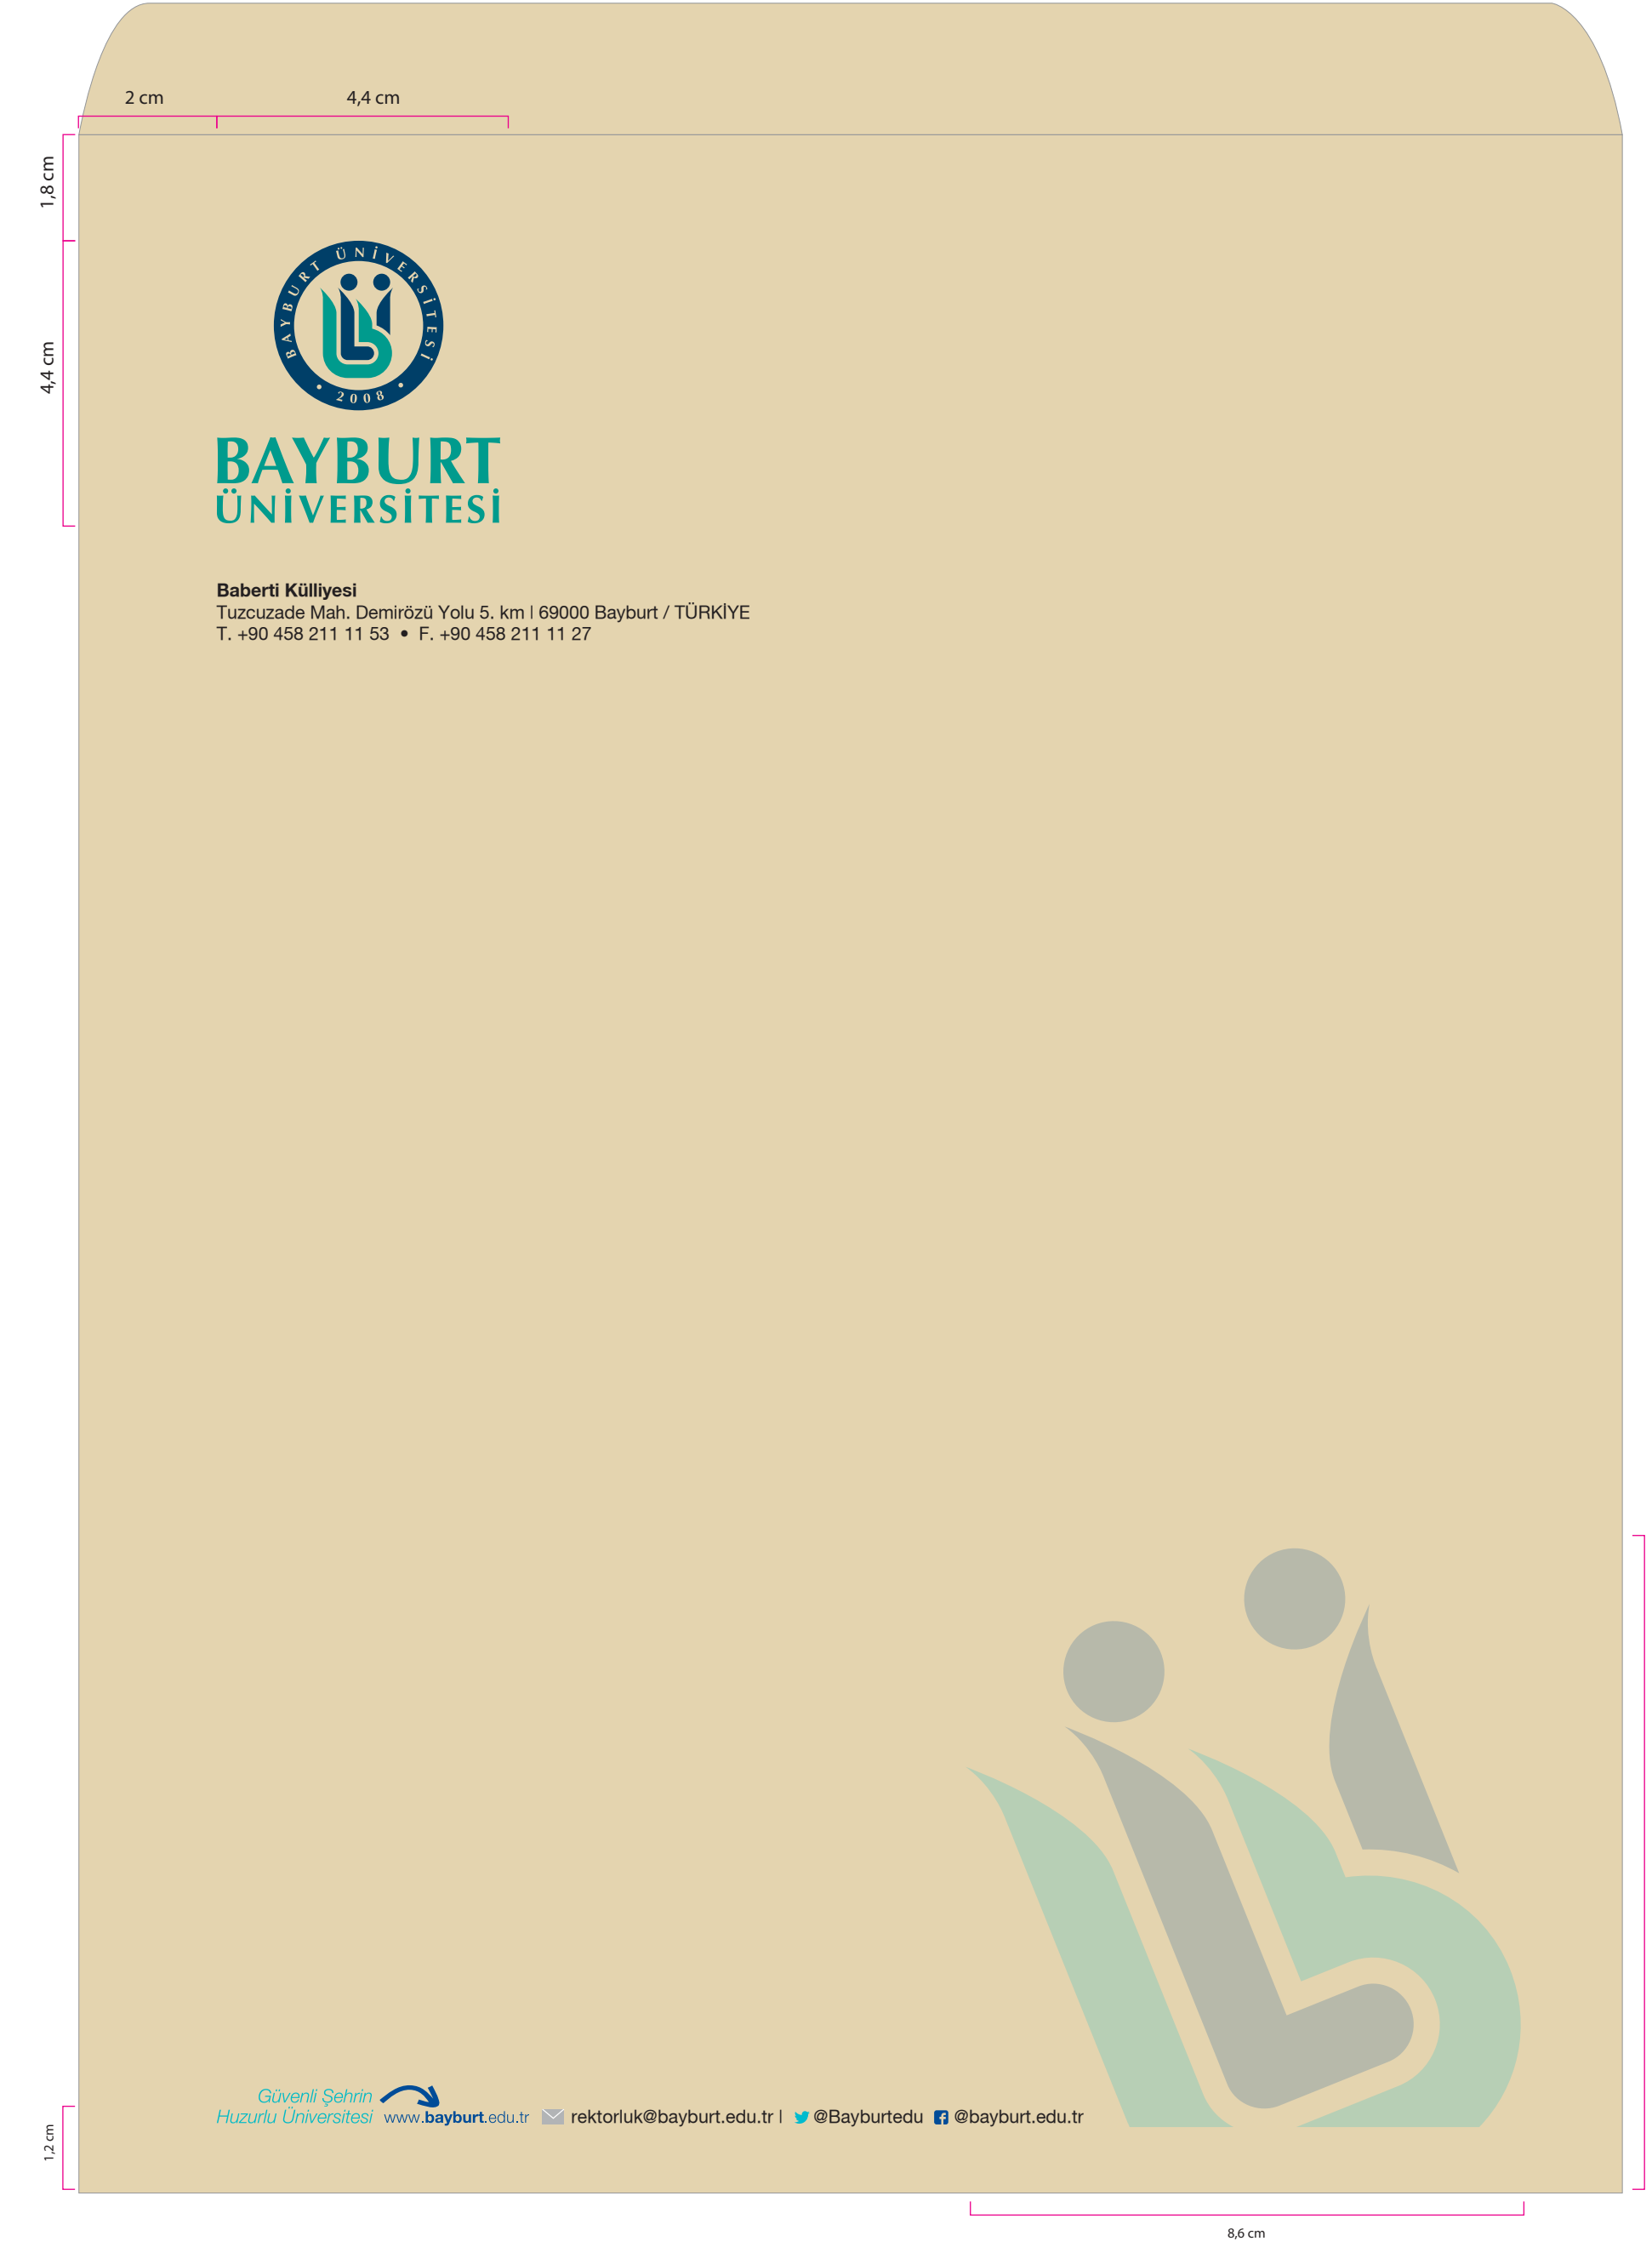 2 cm
4,4 cm
1,8 cm
4,4 cm
BAYBURT ÜNİVERSİTESİ
• 2008 •
BAYBURT
ÜNİVERSİTESİ
Baberti Külliyesi
Tuzcuzade Mah. Demirözü Yolu 5. km | 69000 Bayburt / TÜRKİYE
T. +90 458 211 11 53 • F. +90 458 211 11 27
Güvenli Şehrin
Huzurlu Üniversitesi www.bayburt.edu.tr rektorluk@bayburt.edu.tr | @Bayburtedu @bayburt.edu.tr
1,2 cm
8,6 cm